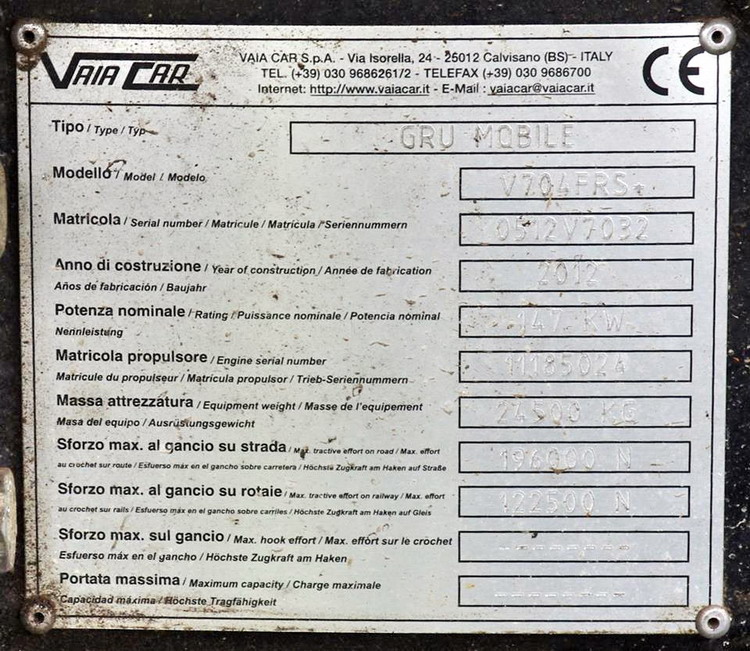 VAIA CAR
VAIA CAR S.p.A. - Via Isorella, 24 - 25012 Calvisano (BS) - ITALY
TEL. (+39) 030 9686261/2 - TELEFAX (+39) 030 9686700
Internet: http://www.vaiacar.it - E-Mail: vaiacar@vaiacar.it
CE
Tipo / Type / Typ GRU MOBILE
Modello / Model / Modelo V704FRS
Matricola / Serial number / Matricule / Matrícula / Seriennummern 0512V7032
Anno di costruzione / Year of construction / Année de fabrication 2012
Años de fabricación / Baujahr
Potenza nominale / Rating / Puissance nominale / Potencia nominal 147 KW
Nennleistung
Matricola propulsore / Engine serial number 1118502A
Matricule du propulseur / Matrícula propulsor / Trieb-Seriennummern
Massa attrezzatura / Equipment weight / Masse de l'equipement 24500 KG
Masa del equipo / Ausrüslungsgewicht
Sforzo max. al gancio su strada / Max. tractive effort on road / Max. effort 196000 N
au crochet sur route / Esfuerso máx en el gancho sobre carretera / Höchste Zugkraft am Haken auf Straße
Sforzo max. al gancio su rotaie / Max. tractive effort on railway / Max. effort 122500 N
au crochet sur rails / Esfuerso máx en el gancho sobre carriles / Höchste Zugkraft am Haken auf Gleis
Sforzo max. sul gancio / Max. hook effort / Max. effort sur le crochet --------
Esfuerso máx en el gancho / Höchste Zugkraft am Haken
Portata massima / Maximum capacity / Charge maximale --------
Capacidad máxima / Höchste Tragfähigkeit